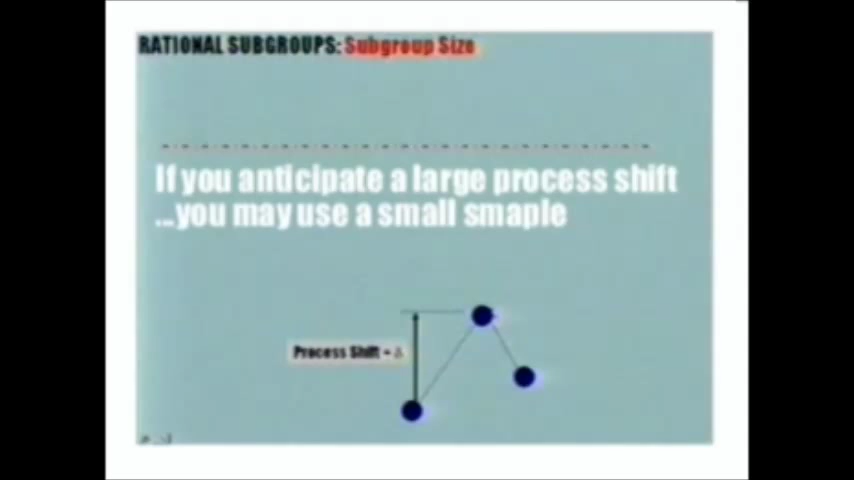 RATIONAL SUBGROUPS: Subgroup Size
If you anticipate a large process shift
...you may use a small smaple
Process Shift - Δ